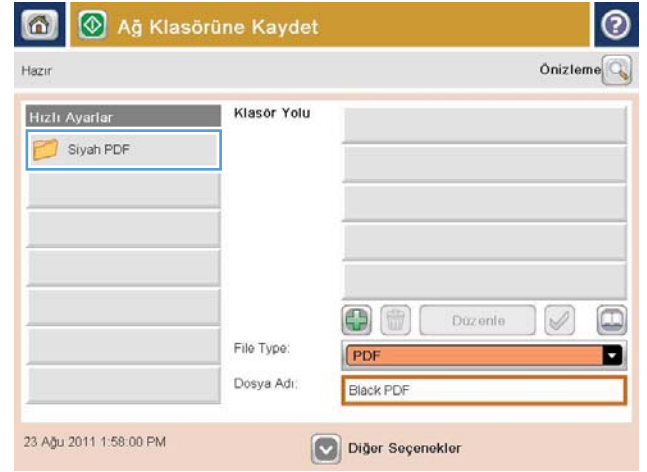 Ağ Klasörüne Kaydet
Hazır
Önizleme
Hızlı Ayarlar
Klasör Yolu
Siyah PDF
Düzenle
File Type:
PDF
Dosya Adı:
Black PDF
23 Ağu 2011 1:58:00 PM
Diğer Seçenekler